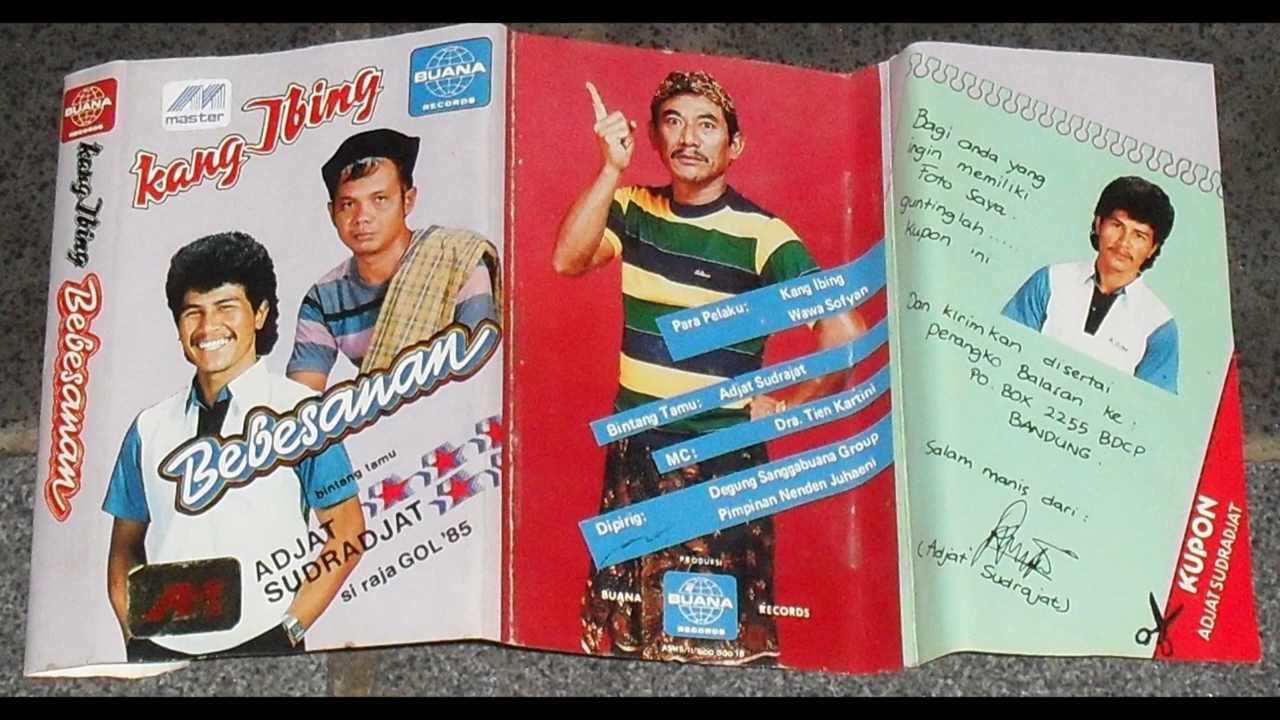 BUANA
RECORDS
kang Ibing
Bebesanan
master
BUANA
RECORDS
kang Ibing
Bebesanan
bintang tamu
ADJAT
SUDRADJAT
si raja GOL '85
AM
Para Pelaku: Kang Ibing
Wawa Sofyan
Bintang Tamu: Adjat Sudrajat
MC: Dra. Tien Kartini
Dipirig: Degung Sanggabuana Group
Pimpinan Nenden Juhaeni
PRODUKSI
BUANA
BUANA
RECORDS
RECORDS
Bagi anda yang
ingin memiliki
Foto Saya.
guntinglah.....
Kupon ini
Dan kirimkan disertai
Perangko Balasan ke:
PO. BOX 2255 BDCP
BANDUNG.
Salam manis dari:
(Adjat Sudrajat)
KUPON
ADJAT SUDRADJAT